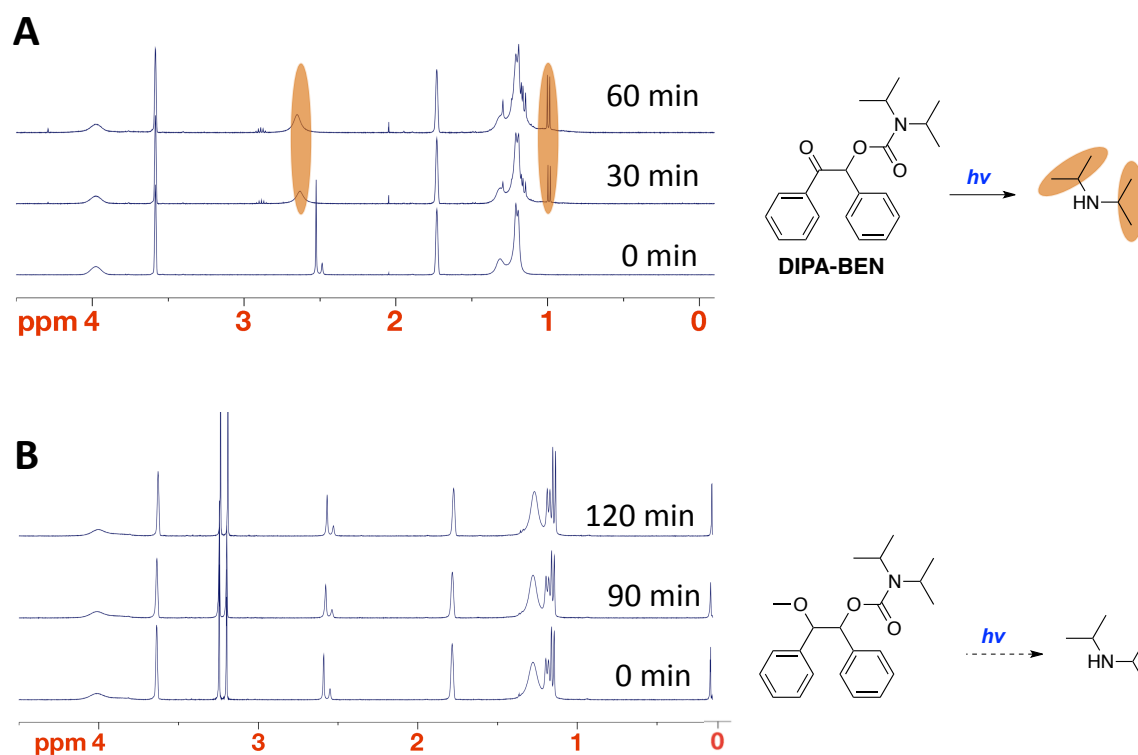 A
60 min
30 min
0 min
ppm 4 3 2 1 0
O
O
N
O
DIPA-BEN
hv
HN
B
120 min
90 min
0 min
ppm 4 3 2 1 0
O
O
N
O
hv
HN